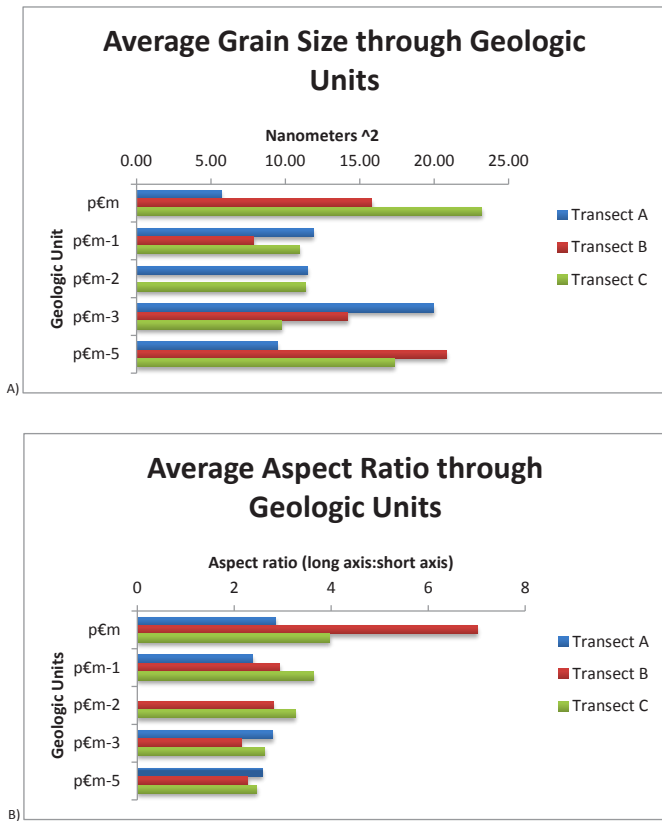 Average Grain Size through Geologic
Units
Nanometers ^2
0.00 5.00 10.00 15.00 20.00 25.00
Geologic Unit
p€m
p€m-1
p€m-2
p€m-3
p€m-5
Transect A
Transect B
Transect C
A)
Average Aspect Ratio through
Geologic Units
Aspect ratio (long axis:short axis)
0 2 4 6 8
Geologic Units
p€m
p€m-1
p€m-2
p€m-3
p€m-5
Transect A
Transect B
Transect C
B)